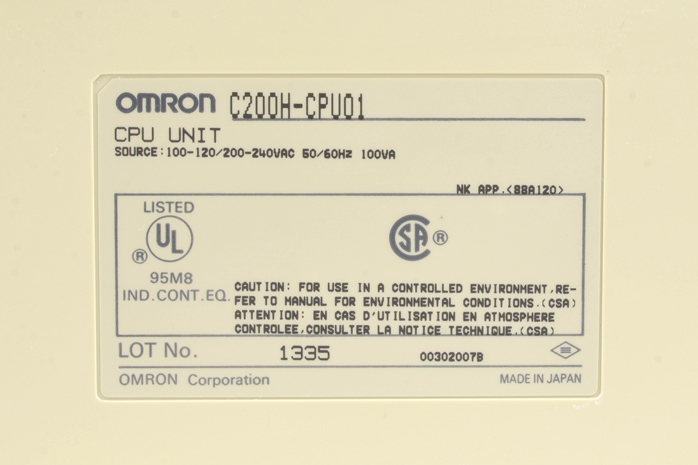 OMRON C200H-CPU01
CPU UNIT
SOURCE:100-120/200-240VAC 50/60Hz 100VA
NK APP.<88A120>
LISTED
UL
®
95M8
IND.CONT.EQ.
SA ®
CAUTION: FOR USE IN A CONTROLLED ENVIRONMENT,RE-
FER TO MANUAL FOR ENVIRONMENTAL CONDITIONS.(CSA)
ATTENTION: EN CAS D'UTILISATION EN ATMOSPHERE
CONTROLEE,CONSULTER LA NOTICE TECHNIQUE.(CSA)
LOT No. 1335 00302007B
OMRON Corporation MADE IN JAPAN